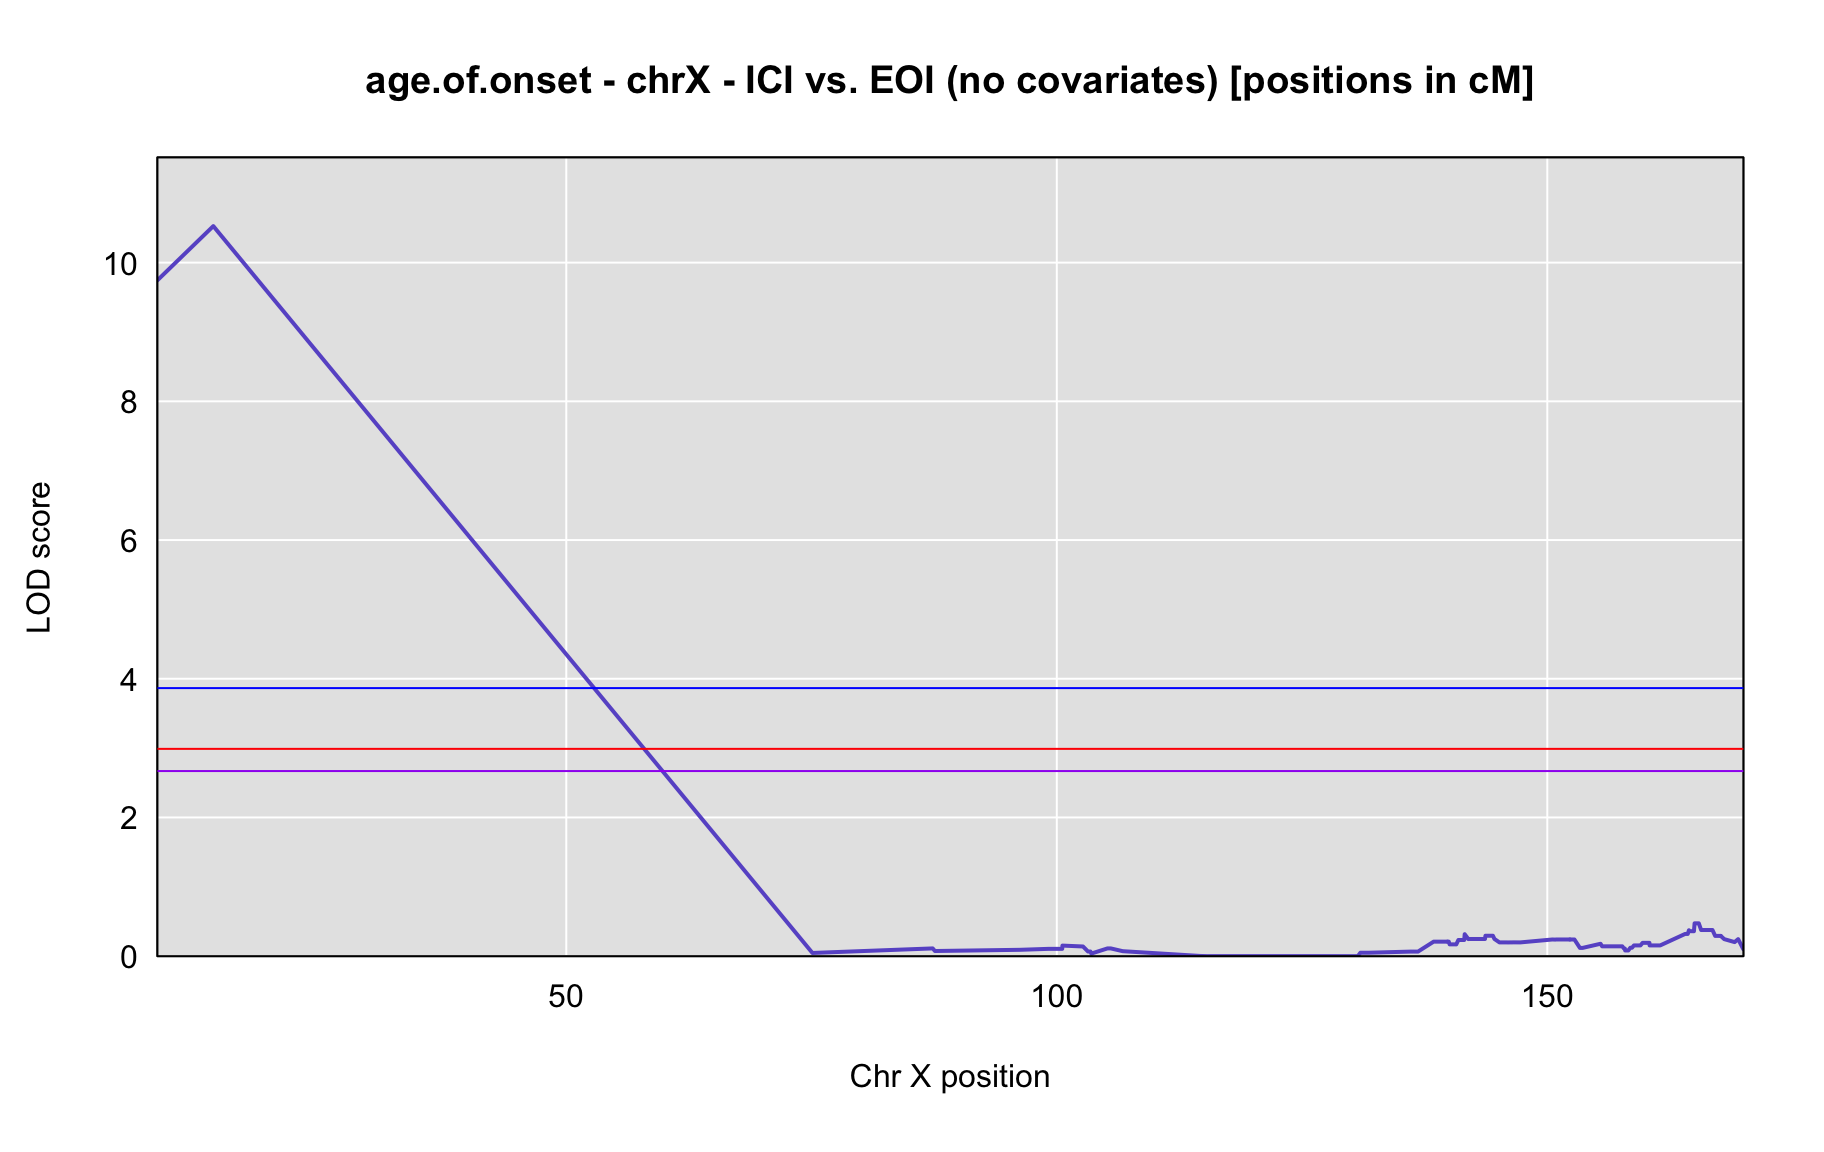 age.of.onset - chrX - ICI vs. EOI (no covariates) [positions in cM]
LOD score
10
8
6
4
2
0
50 100 150
Chr X position